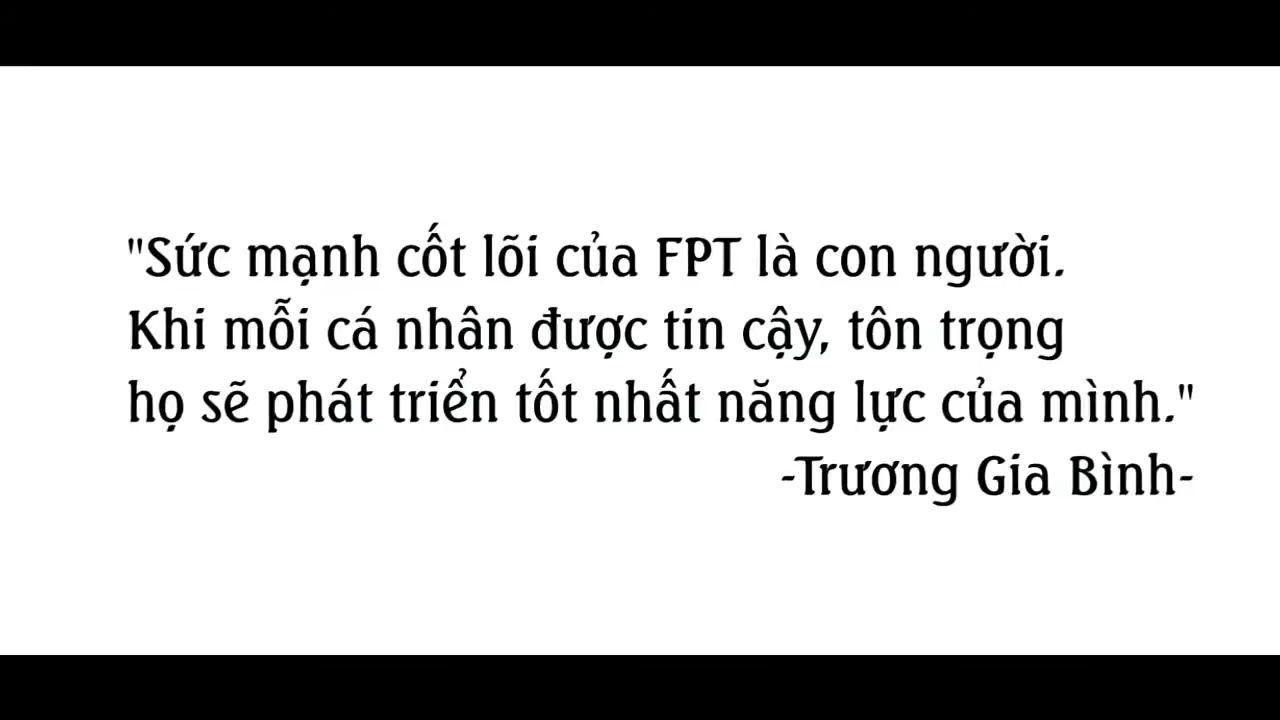 "Sức mạnh cốt lõi của FPT là con người.
Khi mỗi cá nhân được tin cậy, tôn trọng
họ sẽ phát triển tốt nhất năng lực của mình."
-Trương Gia Bình-